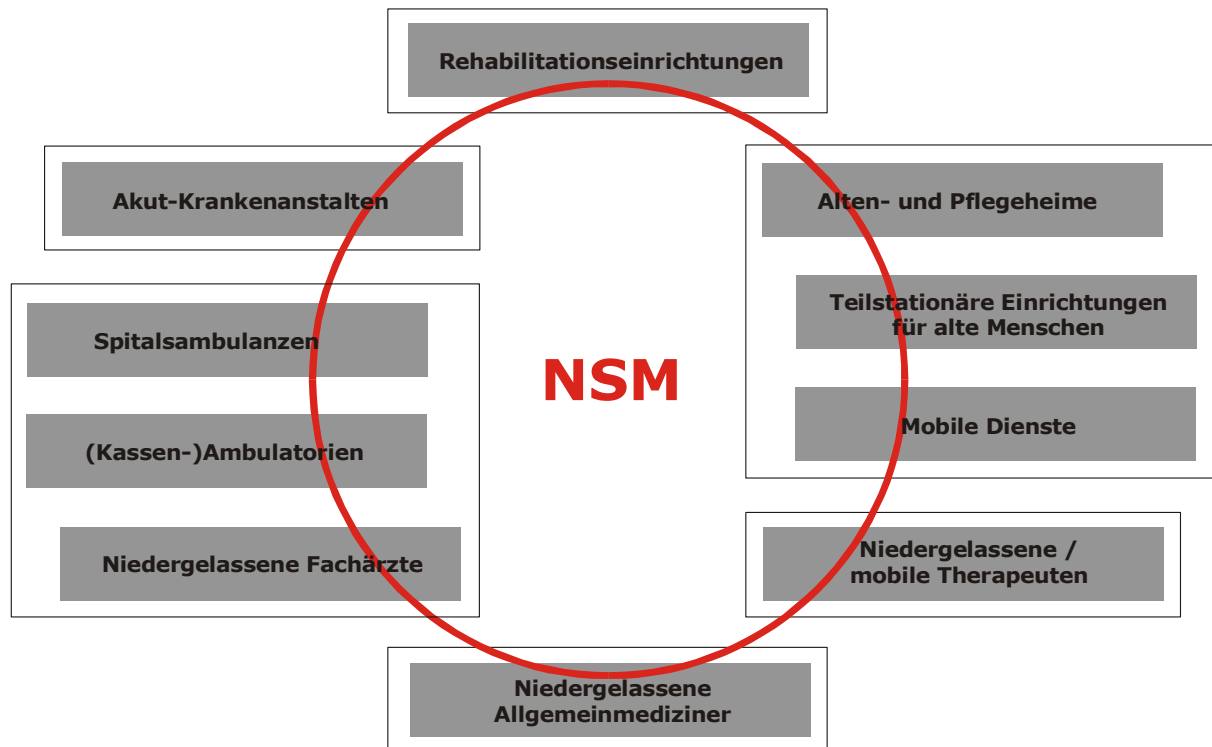 Rehabilitationseinrichtungen
Akut-Krankenanstalten
Alten- und Pflegeheime
Spitalsambulanzen
Teilstationäre Einrichtungen
für alte Menschen
NSM
(Kassen-)Ambulatorien
Mobile Dienste
Niedergelassene Fachärzte
Niedergelassene /
mobile Therapeuten
Niedergelassene
Allgemeinmediziner